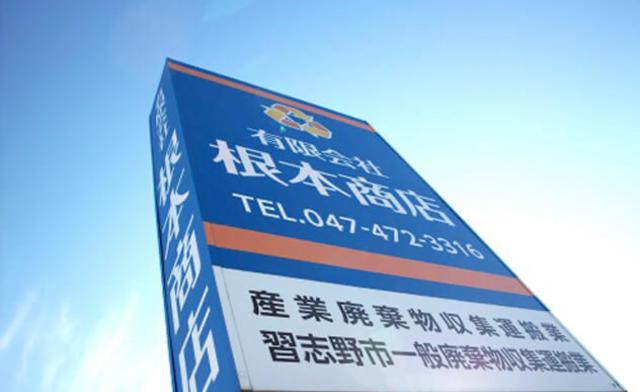 有限会社
根本商店
TEL.047-472-3316
産業廃棄物収集運搬業
習志野市一般廃棄物収集運搬業
根本商店